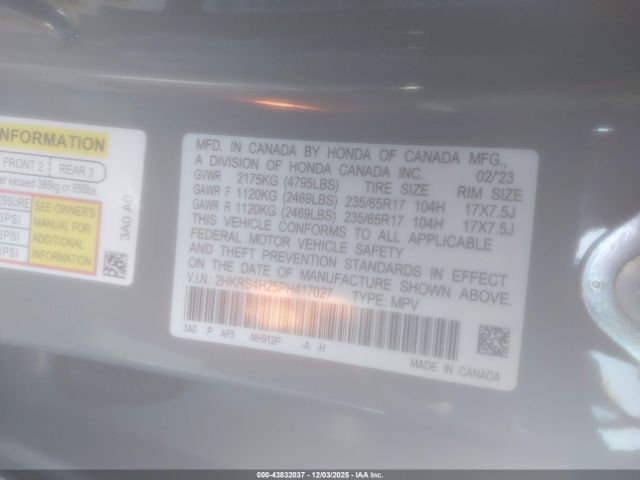 INFORMATION
FRONT 2 REAR 3
er exceed 385kg or 850lbs.
SEE OWNER'S
MANUAL FOR
ADDITIONAL
INFORMATION
PSI
PSI
PSI
3A0 A0
MFD. IN CANADA BY HONDA OF CANADA MFG.,
A DIVISION OF HONDA CANADA INC. 02/23
GVWR 2175KG (4795LBS) TIRE SIZE RIM SIZE
GAWR F 1120KG (2469LBS) 235/65R17 104H 17X7.5J
GAWR R 1120KG (2469LBS) 235/65R17 104H 17X7.5J
THIS VEHICLE CONFORMS TO ALL APPLICABLE
FEDERAL MOTOR VEHICLE SAFETY
AND THEFT PREVENTION STANDARDS IN EFFECT
ON THE DATE OF MANUFACTURE SHOWN ABOVE.
V.I.N. 2HKRS4H25PH417027 TYPE: MPV
3A0 P AF5 -NH912P -A -H
MADE IN CANADA
000-43832037 - 12/03/2025 - IAA Inc.